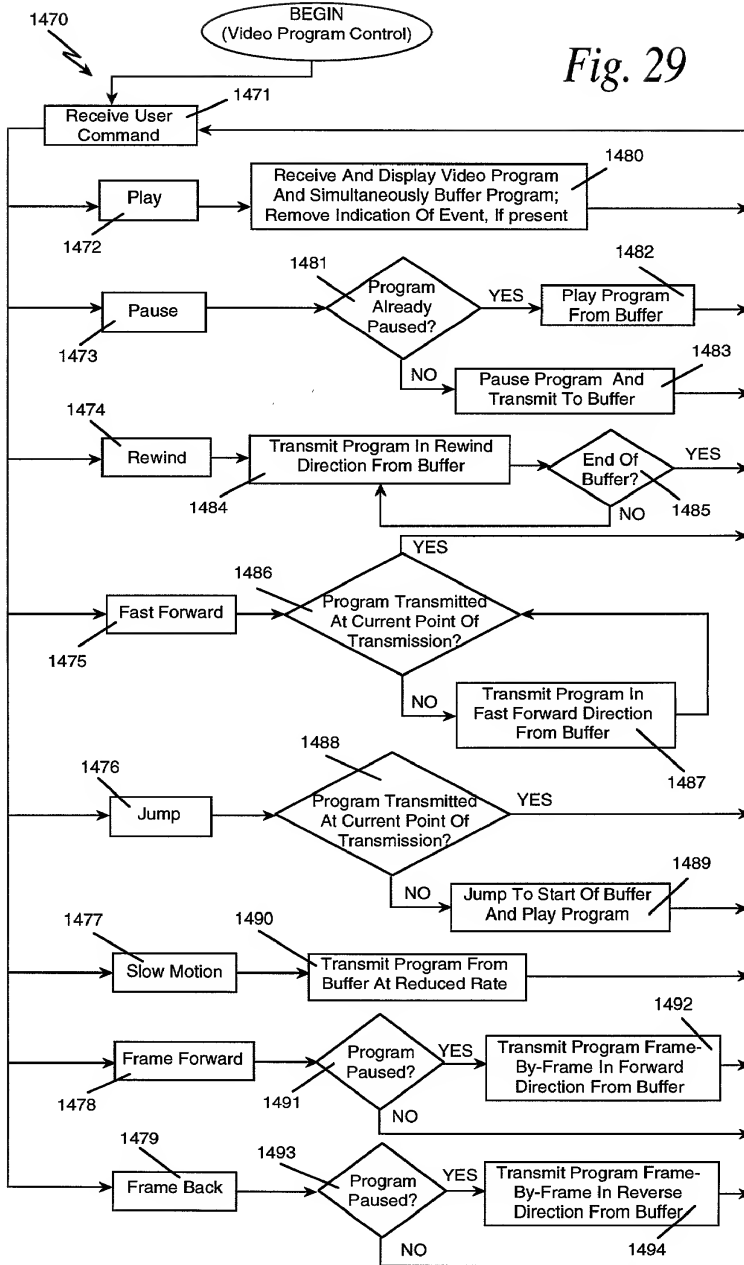 1470
BEGIN
(Video Program Control)
Fig. 29
1471
Receive User
Command
1480
Receive And Display Video Program
And Simultaneously Buffer Program;
Remove Indication Of Event, If present
Play
1472
1481
1482
Program
Already
Paused?
YES
Play Program
From Buffer
Pause
1473
NO
1483
Pause Program And
Transmit To Buffer
1474
Rewind
Transmit Program In Rewind
Direction From Buffer
1484
End Of
Buffer?
YES
1485
NO
YES
1486
Fast Forward
1475
Program Transmitted
At Current Point Of
Transmission?
NO
Transmit Program In
Fast Forward Direction
From Buffer
1487
1488
1476
Jump
Program Transmitted
At Current Point Of
Transmission?
YES
NO
1489
Jump To Start Of Buffer
And Play Program
1477
1490
Slow Motion
Transmit Program From
Buffer At Reduced Rate
1492
Frame Forward
1478
Program
Paused?
1491
YES
Transmit Program Frame-
By-Frame In Forward
Direction From Buffer
NO
1479
1493
Frame Back
Program
Paused?
YES
Transmit Program Frame-
By-Frame In Reverse
Direction From Buffer
1494
NO